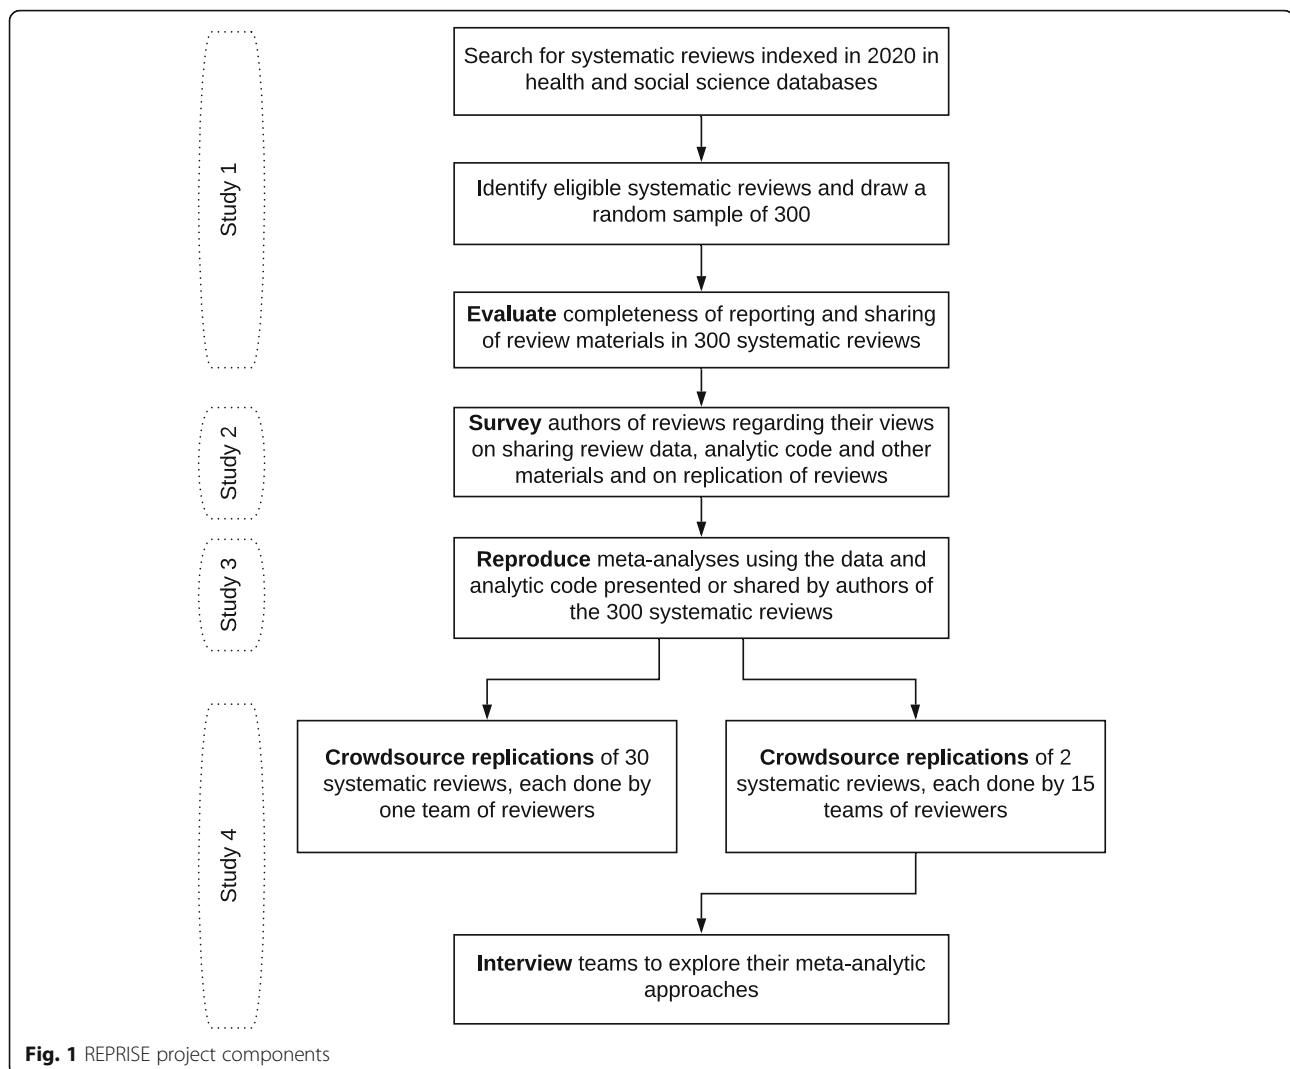 Study 1
Search for systematic reviews indexed in 2020 in
health and social science databases
Identify eligible systematic reviews and draw a
random sample of 300
Evaluate completeness of reporting and sharing
of review materials in 300 systematic reviews
Study 2
Survey authors of reviews regarding their views
on sharing review data, analytic code and other
materials and on replication of reviews
Study 3
Reproduce meta-analyses using the data and
analytic code presented or shared by authors of
the 300 systematic reviews
Study 4
Crowdsource replications of 30
systematic reviews, each done by
one team of reviewers
Crowdsource replications of 2
systematic reviews, each done by 15
teams of reviewers
Interview teams to explore their meta-analytic
approaches
Fig. 1 REPRISE project components